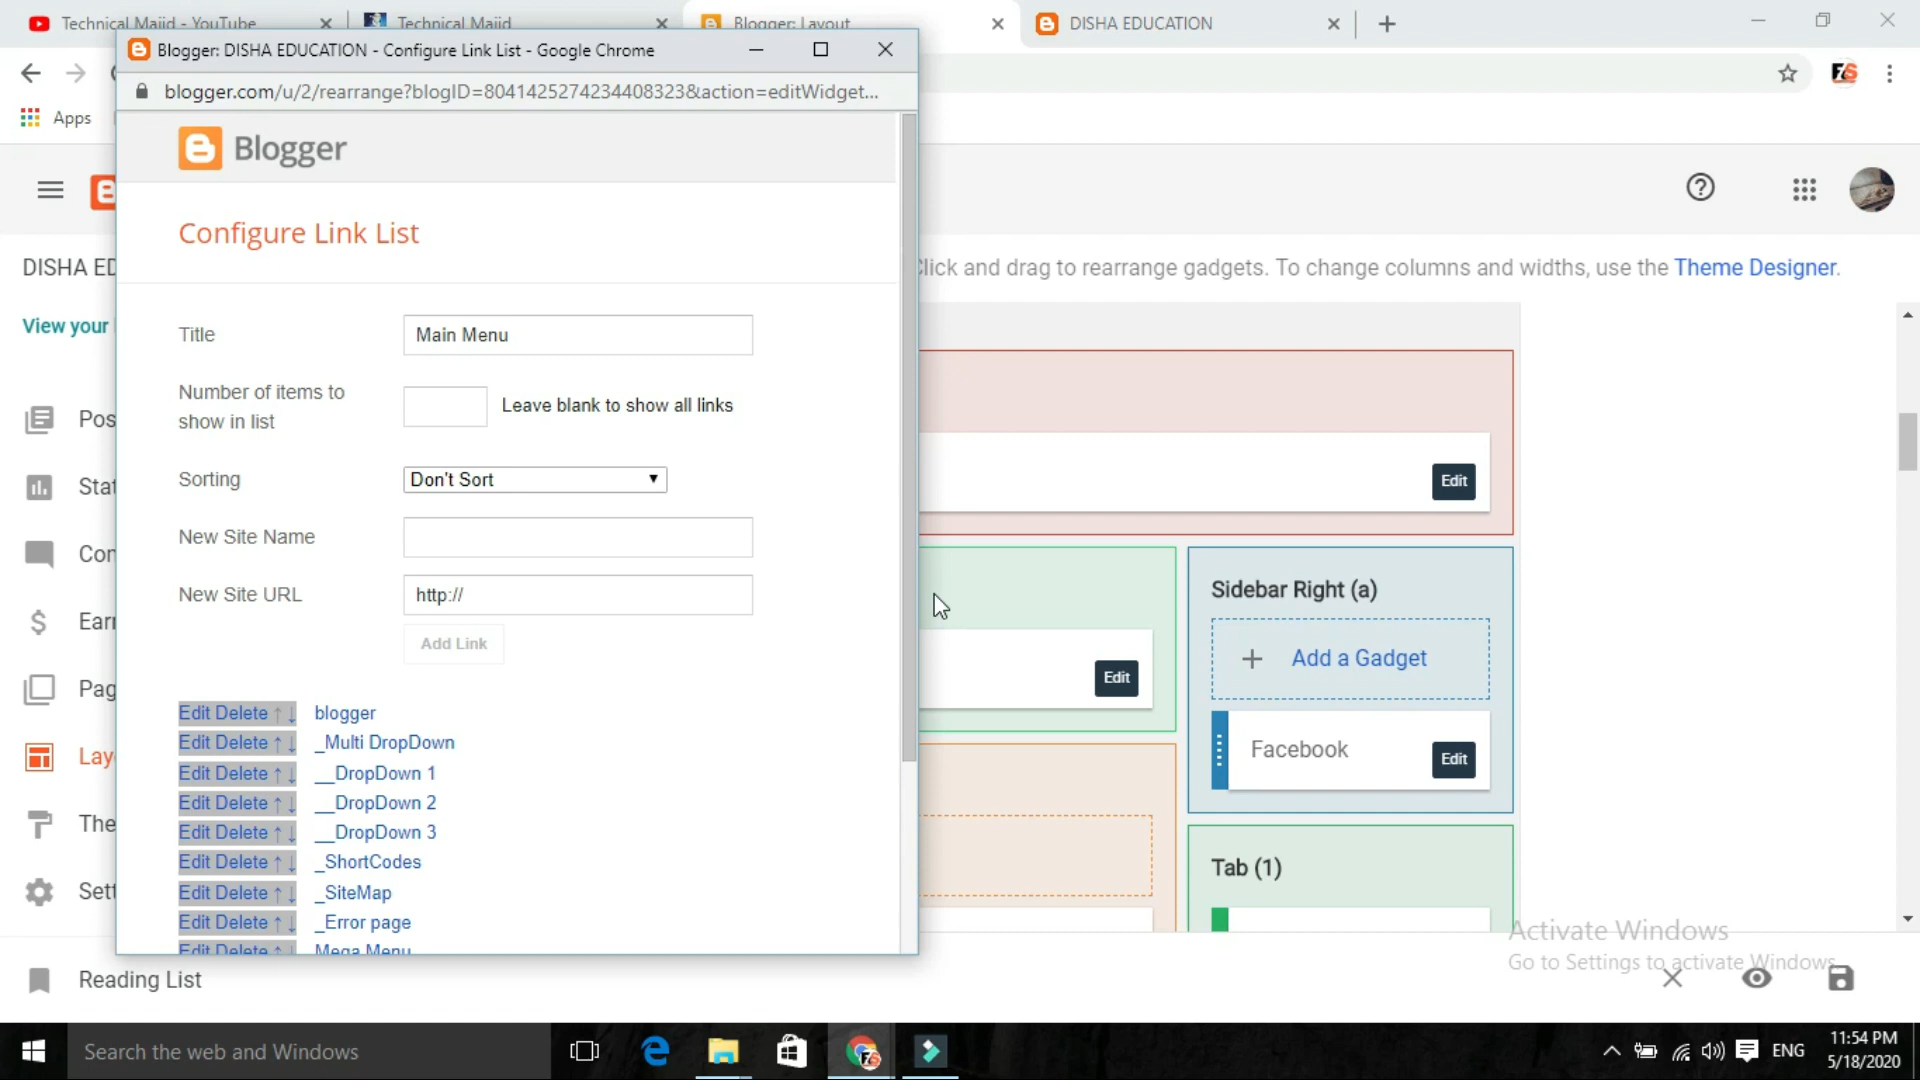 Technical Majid - YouTube
Technical Majid
Blogger: Layout
DISHA EDUCATION
Blogger: DISHA EDUCATION - Configure Link List - Google Chrome
blogger.com/u/2/rearrange?blogID=8041425274234408323&action=editWidget...
Apps
Blogger
Configure Link List
DISHA ED
Click and drag to rearrange gadgets. To change columns and widths, use the Theme Designer.
View your
Title
Main Menu
Number of items to
show in list
Leave blank to show all links
Sorting
Don't Sort
New Site Name
New Site URL
http://
Add Link
Edit Delete ↑ ↓ blogger
Edit Delete ↑ ↓ _Multi DropDown
Edit Delete ↑ ↓ __DropDown 1
Edit Delete ↑ ↓ __DropDown 2
Edit Delete ↑ ↓ __DropDown 3
Edit Delete ↑ ↓ _ShortCodes
Edit Delete ↑ ↓ _SiteMap
Edit Delete ↑ ↓ _Error page
Edit Delete ↑ ↓ Mega Menu
Pos
Stat
Con
Earr
Pag
Lay
The
Sett
Reading List
Edit
Edit
Sidebar Right (a)
Add a Gadget
Facebook
Edit
Tab (1)
Activate Windows
Go to Settings to activate Windows.
Search the web and Windows
ENG
11:54 PM
5/18/2020